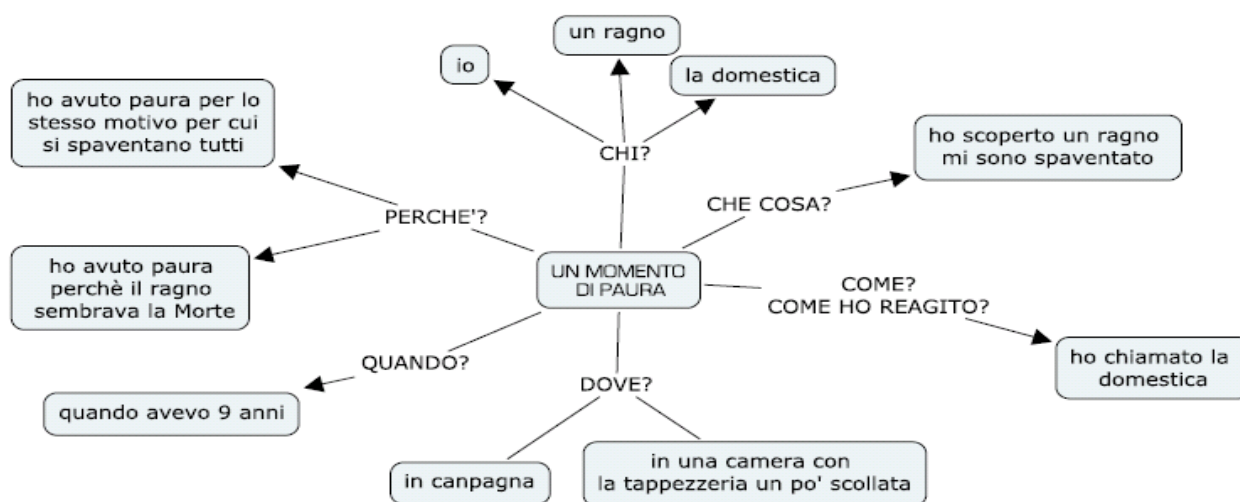 un ragno
io
la domestica
CHI?
ho avuto paura per lo
stesso motivo per cui
si spaventano tutti
ho scoperto un ragno
mi sono spaventato
CHE COSA?
PERCHE'?
ho avuto paura
perchè il ragno
sembrava la Morte
UN MOMENTO
DI PAURA
COME?
COME HO REAGITO?
ho chiamato la
domestica
QUANDO?
quando avevo 9 anni
DOVE?
in canpagna
in una camera con
la tappezzeria un po' scollata